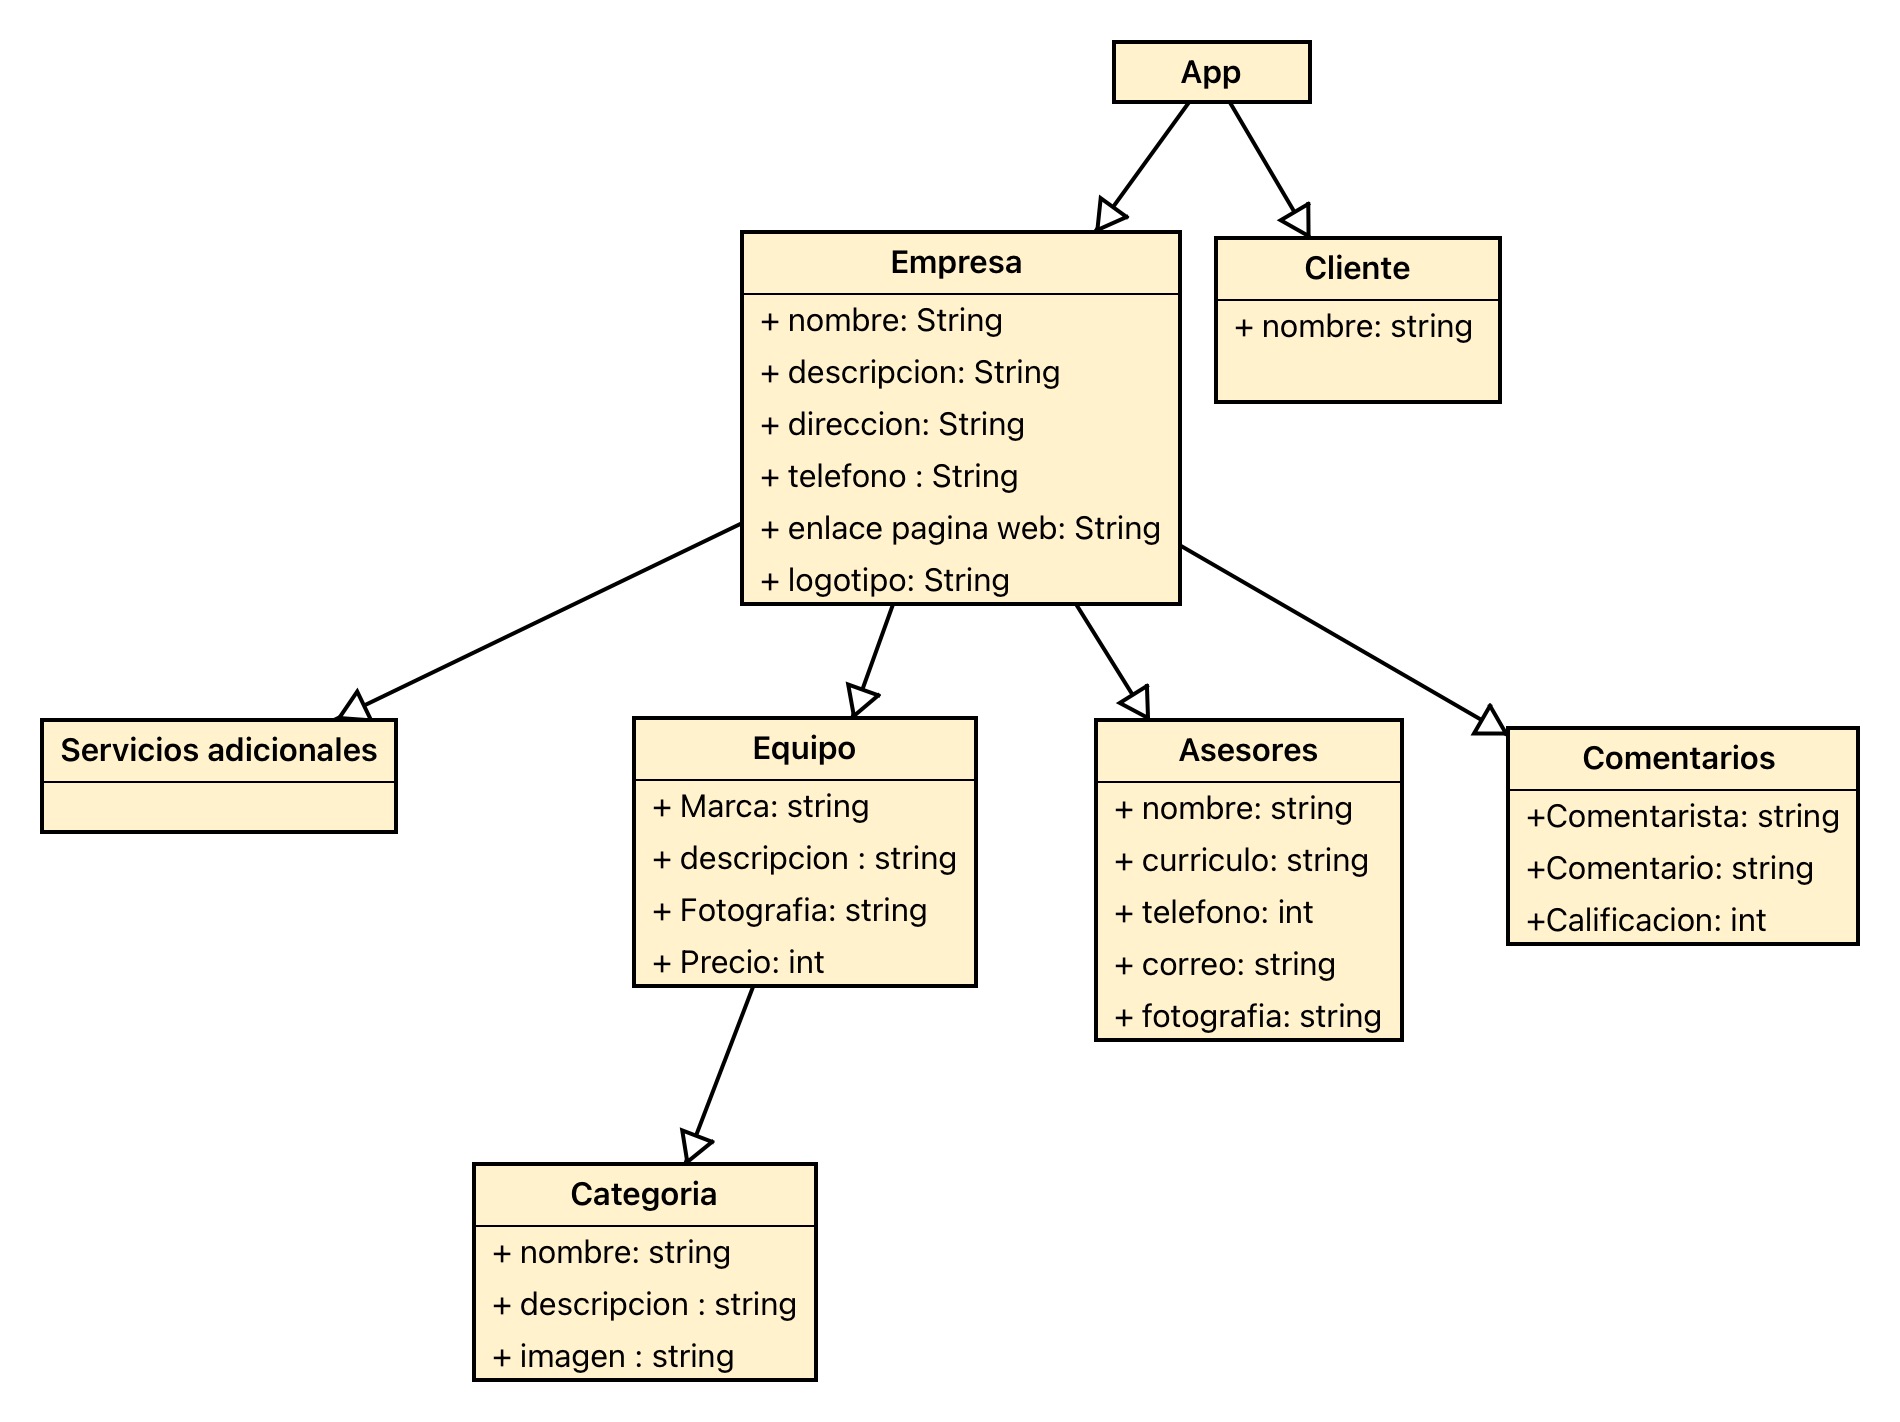 App
Empresa
+ nombre: String
+ descripcion: String
+ direccion: String
+ telefono : String
+ enlace pagina web: String
+ logotipo: String
Cliente
+ nombre: string
Servicios adicionales
Equipo
+ Marca: string
+ descripcion : string
+ Fotografia: string
+ Precio: int
Asesores
+ nombre: string
+ curriculo: string
+ telefono: int
+ correo: string
+ fotografia: string
Comentarios
+Comentarista: string
+Comentario: string
+Calificacion: int
Categoria
+ nombre: string
+ descripcion : string
+ imagen : string